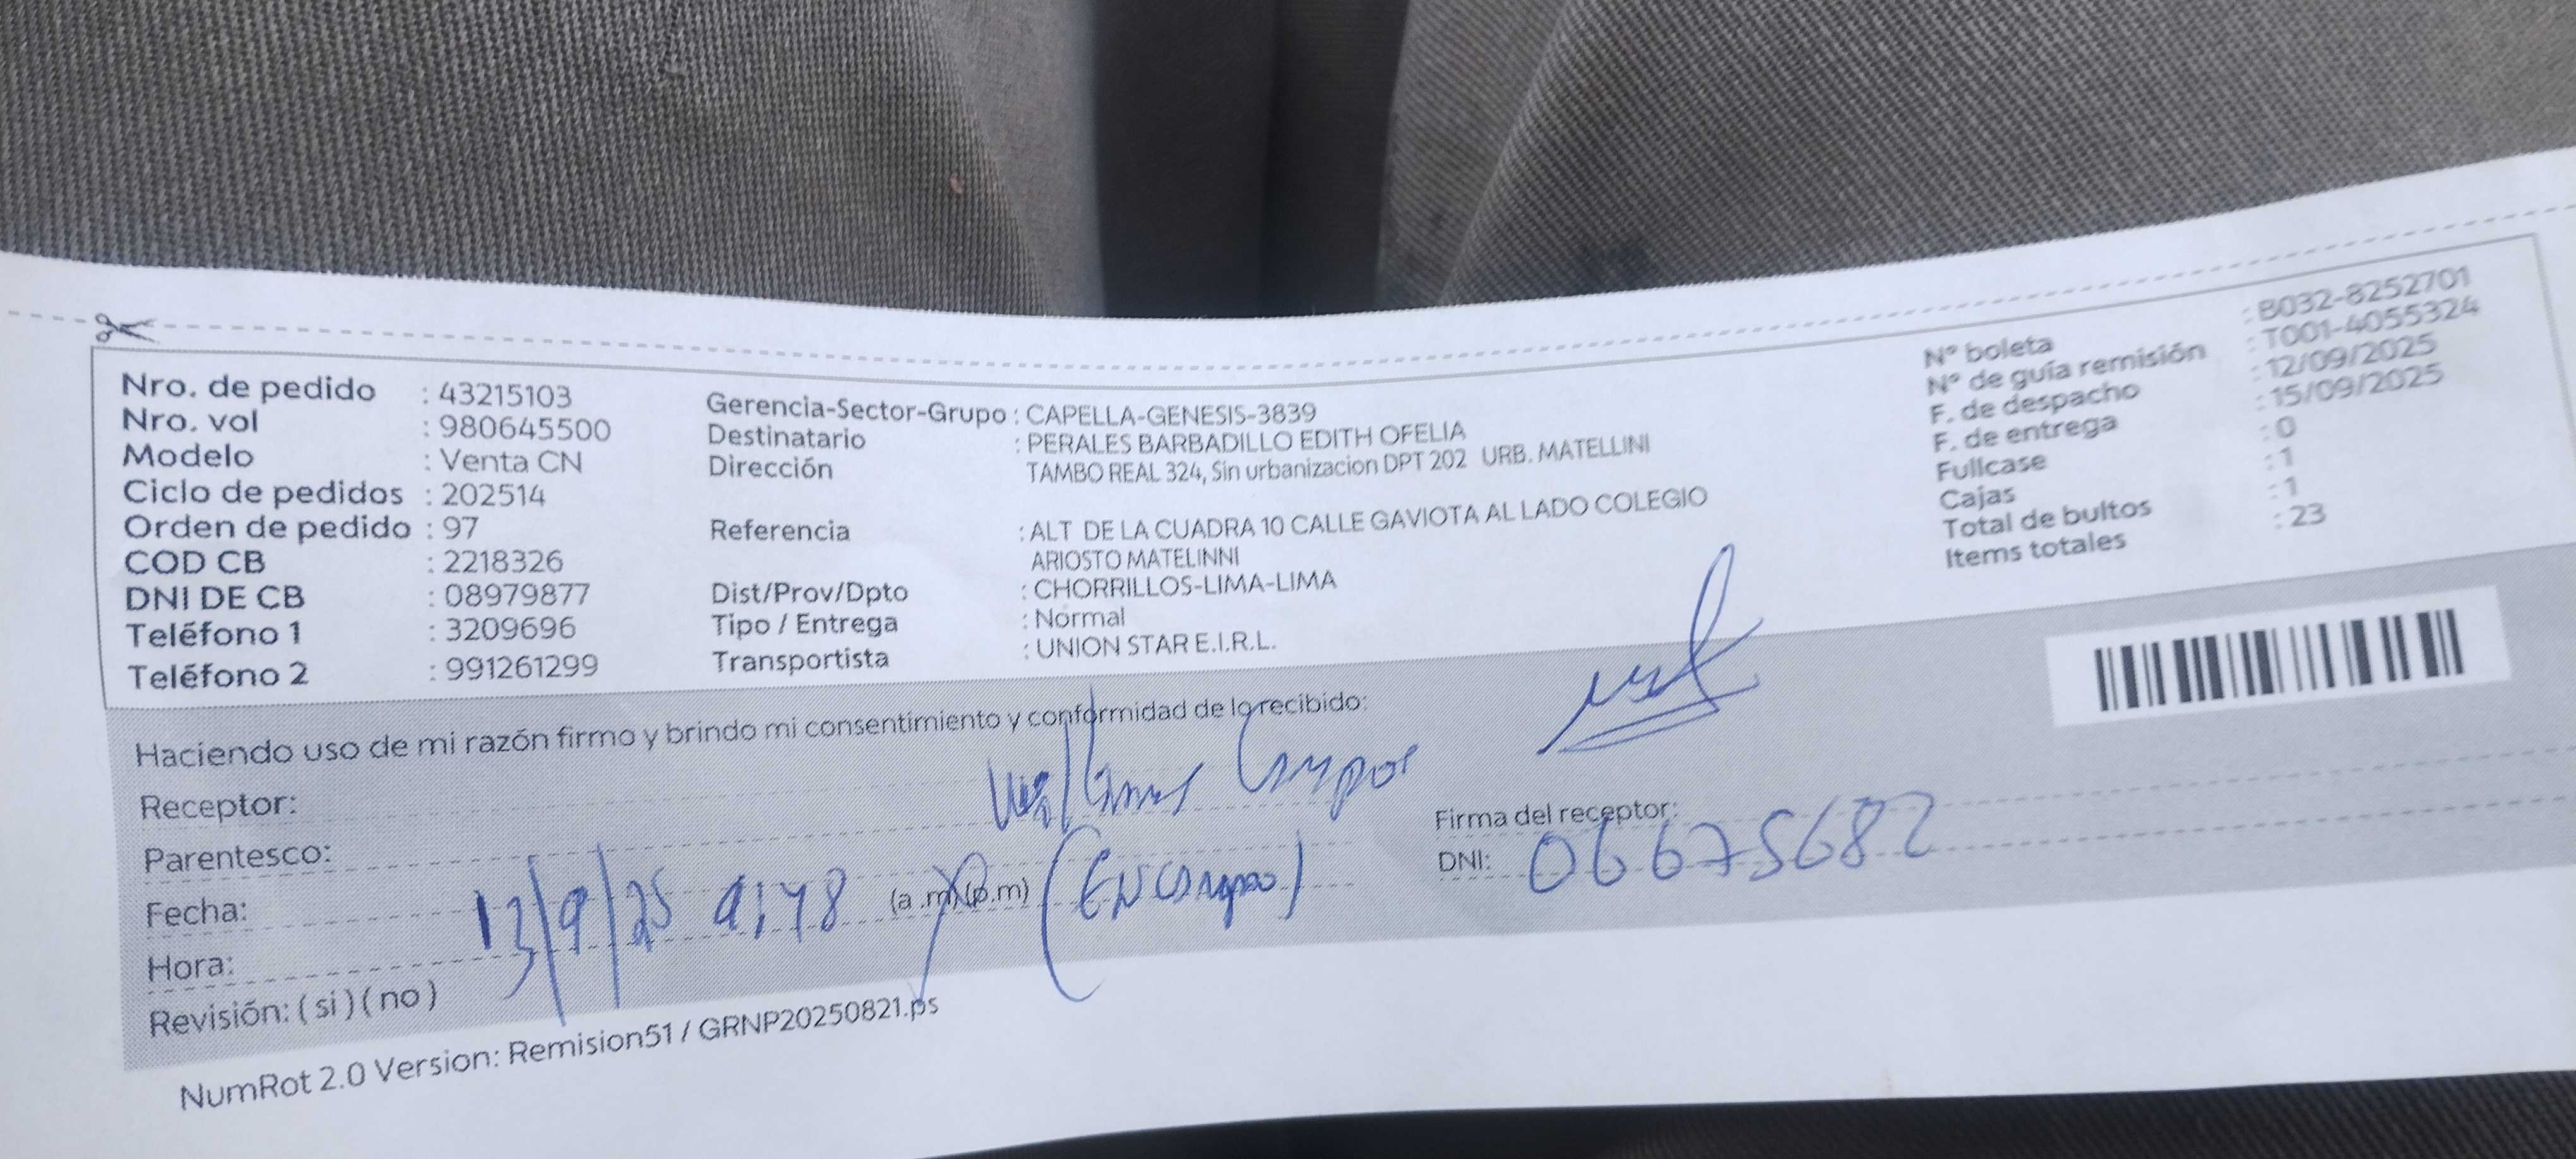 Nro. de pedido : 43215103
Nro. vol : 980645500
Modelo : Venta CN
Ciclo de pedidos : 202514
Orden de pedido : 97
COD CB : 2218326
DNI DE CB : 08979877
Teléfono 1 : 3209696
Teléfono 2 : 991261299
Gerencia-Sector-Grupo : CAPELLA-GENESIS-3839
Destinatario : PERALES BARBADILLO EDITH OFELIA
Dirección TAMBO REAL 324, Sin urbanizacion DPT 202 URB. MATELLINI
Referencia : ALT DE LA CUADRA 10 CALLE GAVIOTA AL LADO COLEGIO
ARIOSTO MATELINNI
Dist/Prov/Dpto : CHORRILLOS-LIMA-LIMA
Tipo / Entrega : Normal
Transportista : UNION STAR E.I.R.L.
N° boleta : B032-8252701
N° de guía remisión : T001-4055324
F. de despacho : 12/09/2025
F. de entrega : 15/09/2025
Fullcase : 0
Cajas : 1
Total de bultos : 1
Items totales : 23
Haciendo uso de mi razón firmo y brindo mi consentimiento y conformidad de lo recibido:
Receptor:
Parentesco: (Encargado)
Fecha: 13/9/25 9:48 (a.m)(p.m)
Hora:
Revisión: ( si ) ( no )
Firma del receptor:
DNI: 06675682
NumRot 2.0 Version: Remision51 / GRNP20250821.ps